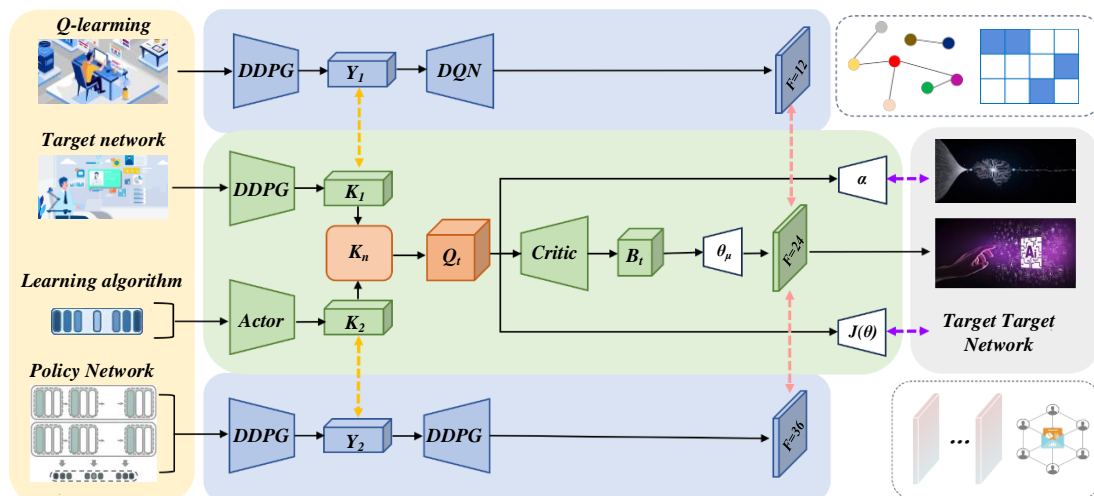 Q-learming
DDPG
Y1
DQN
F=12
Target network
DDPG
K1
α
Kn
Qt
Critic
Bt
θμ
F=24
Ai
Learning algorithm
Actor
K2
J(θ)
Target Target
Network
Policy Network
DDPG
Y2
DDPG
F=36
...